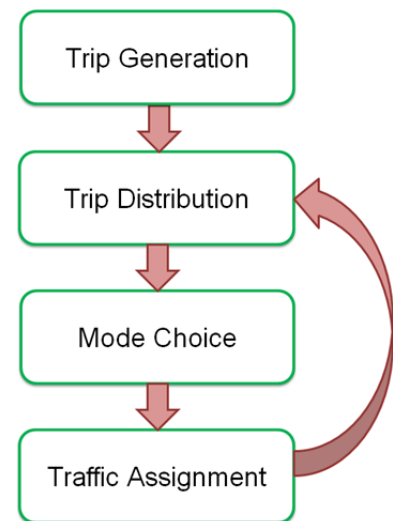 Trip Generation
Trip Distribution
Mode Choice
Traffic Assignment